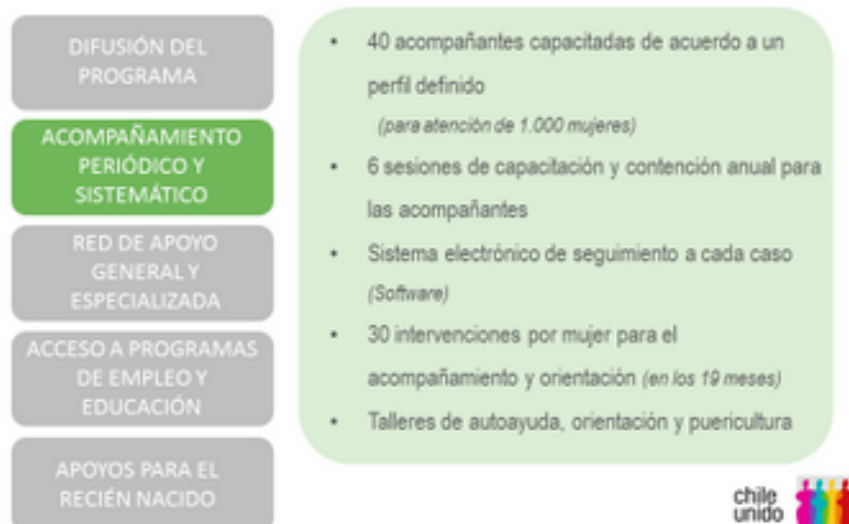 DIFUSIÓN DEL
PROGRAMA
ACOMPAÑAMIENTO
PERIÓDICO Y
SISTEMÁTICO
RED DE APOYO
GENERAL Y
ESPECIALIZADA
ACCESO A PROGRAMAS
DE EMPLEO Y
EDUCACIÓN
APOYOS PARA EL
RECIÉN NACIDO
• 40 acompañantes capacitadas de acuerdo a un
perfil definido
(para atención de 1.000 mujeres)
• 6 sesiones de capacitación y contención anual para
las acompañantes
• Sistema electrónico de seguimiento a cada caso
(Software)
• 30 intervenciones por mujer para el
acompañamiento y orientación (en los 19 meses)
• Talleres de autoayuda, orientación y puericultura
chile
unido